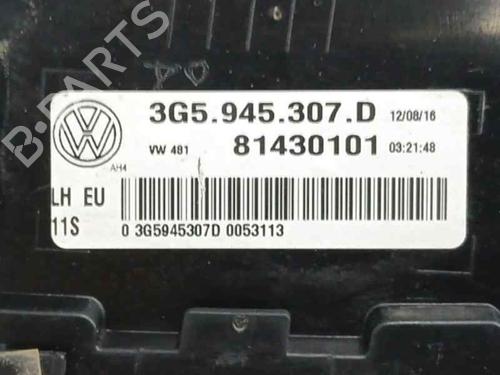 B-PARTS
3G5.945.307.D 12/08/16
VW 481 81430101 03:21:48
AH4
LH EU
11S
0 3G5945307D 0053113